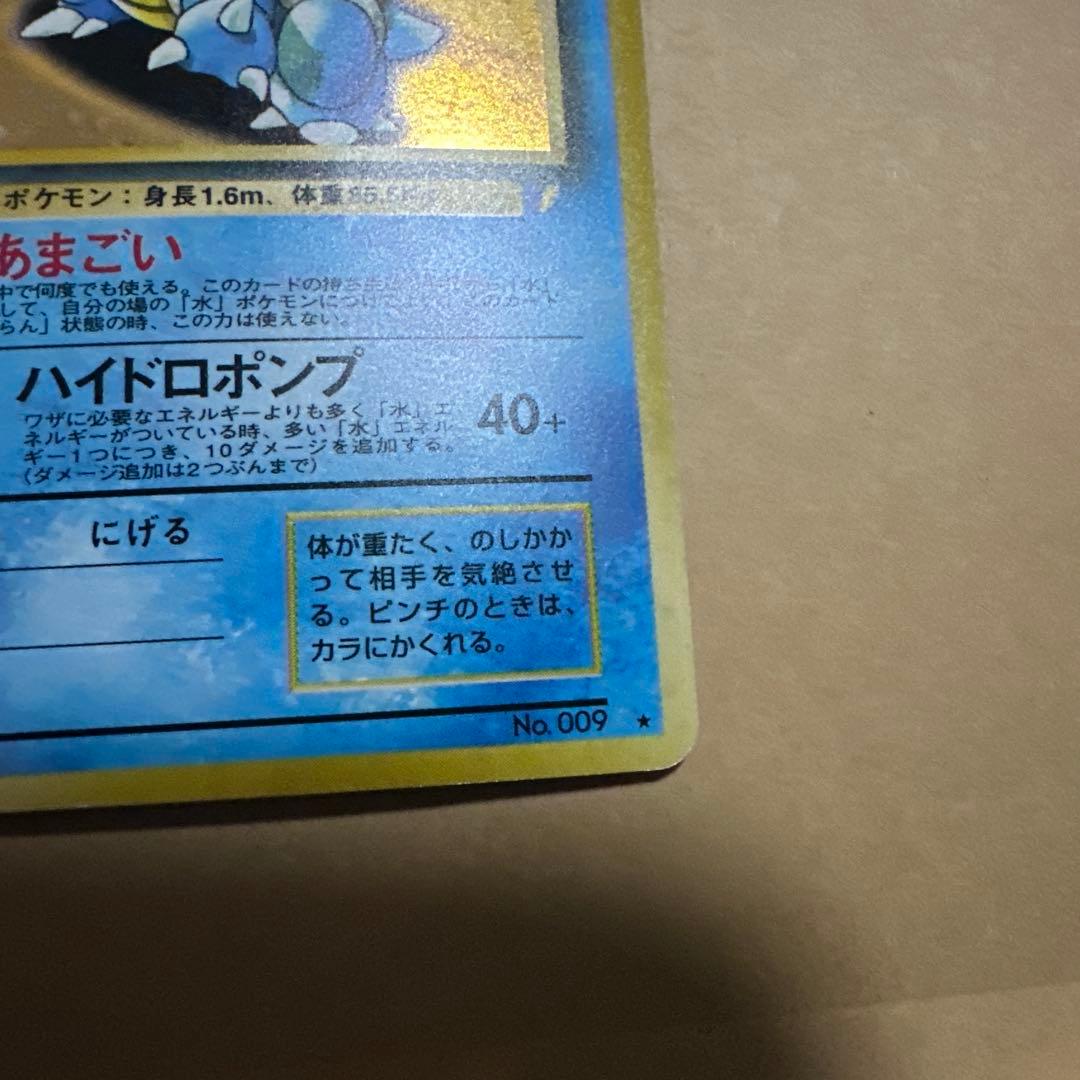 ポケモン：身長1.6m、体重85.5
あまごい
中で何度でも使える。このカードの持ち主は
して、自分の場の「水」ポケモンにつけて
らん」状態の時、この力は使えない。
ハイドロポンプ
ワザに必要なエネルギーよりも多く「水」エ
ネルギーがついている時、多い「水」エネル
ギー1つにつき、10ダメージを追加する。
（ダメージ追加は2つぶんまで）
40+
にげる
体が重たく、のしかか
って相手を気絶させ
る。ピンチのときは、
カラにかくれる。
No. 009 ★